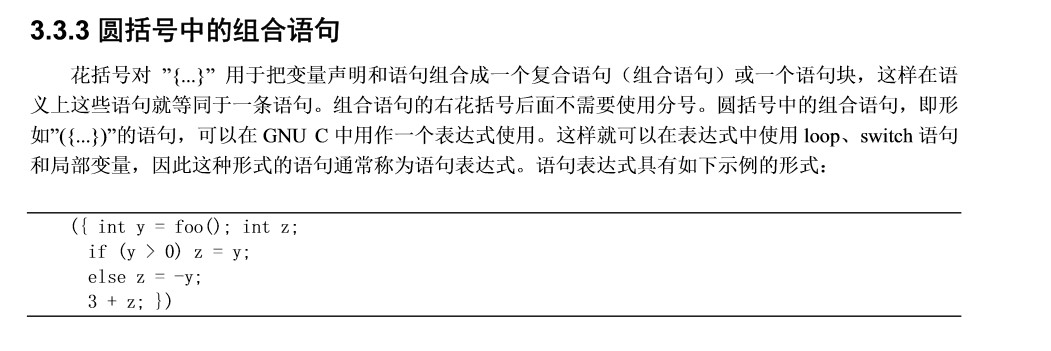 3.3.3 圆括号中的组合语句
花括号对 ”{...}” 用于把变量声明和语句组合成一个复合语句（组合语句）或一个语句块，这样在语
义上这些语句就等同于一条语句。组合语句的右花括号后面不需要使用分号。圆括号中的组合语句，即形
如”({...})”的语句，可以在 GNU C 中用作一个表达式使用。这样就可以在表达式中使用 loop、switch 语句
和局部变量，因此这种形式的语句通常称为语句表达式。语句表达式具有如下示例的形式：
({ int y = foo(); int z;
if (y > 0) z = y;
else z = -y;
3 + z; })